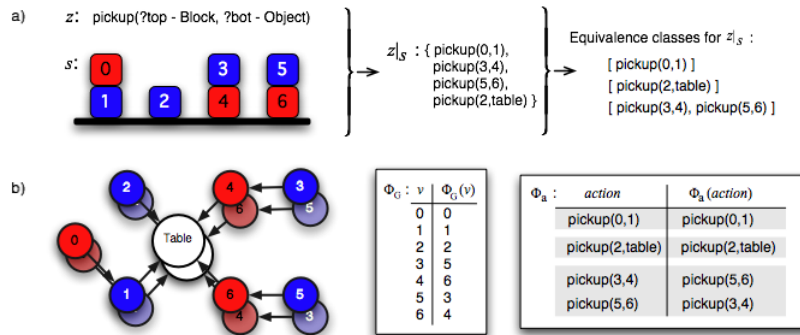 a) z: pickup(?top - Block, ?bot - Object)
s:
0 3 5
1 2 4 6
z|s : { pickup(0,1),
pickup(3,4),
pickup(5,6),
pickup(2,table) }
Equivalence classes for z|s :
[ pickup(0,1) ]
[ pickup(2,table) ]
[ pickup(3,4), pickup(5,6) ]
b)
2 4 3
6 5
0 Table
1 6 5
4 3
ΦG : v ΦG(v)
0 0
1 1
2 2
3 5
4 6
5 3
6 4
Φa : action Φa(action)
pickup(0,1) pickup(0,1)
pickup(2,table) pickup(2,table)
pickup(3,4) pickup(5,6)
pickup(5,6) pickup(3,4)